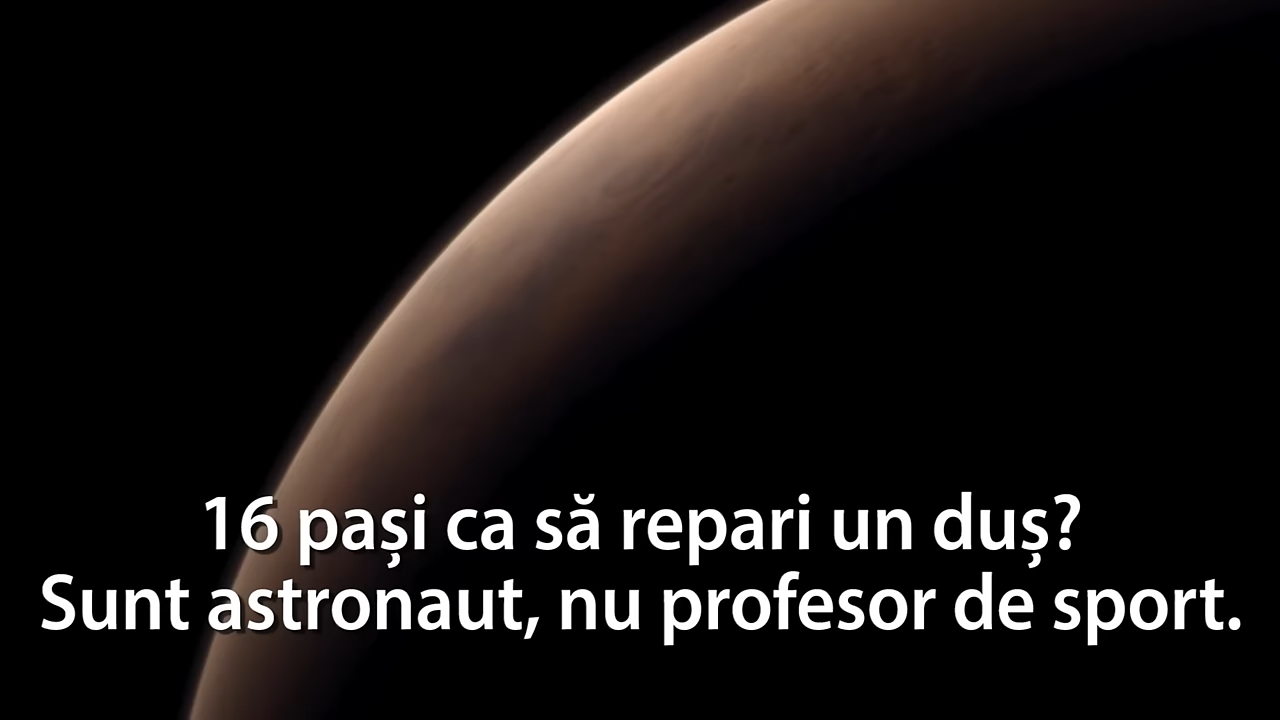 16 pași ca să repari un duș?
Sunt astronaut, nu profesor de sport.